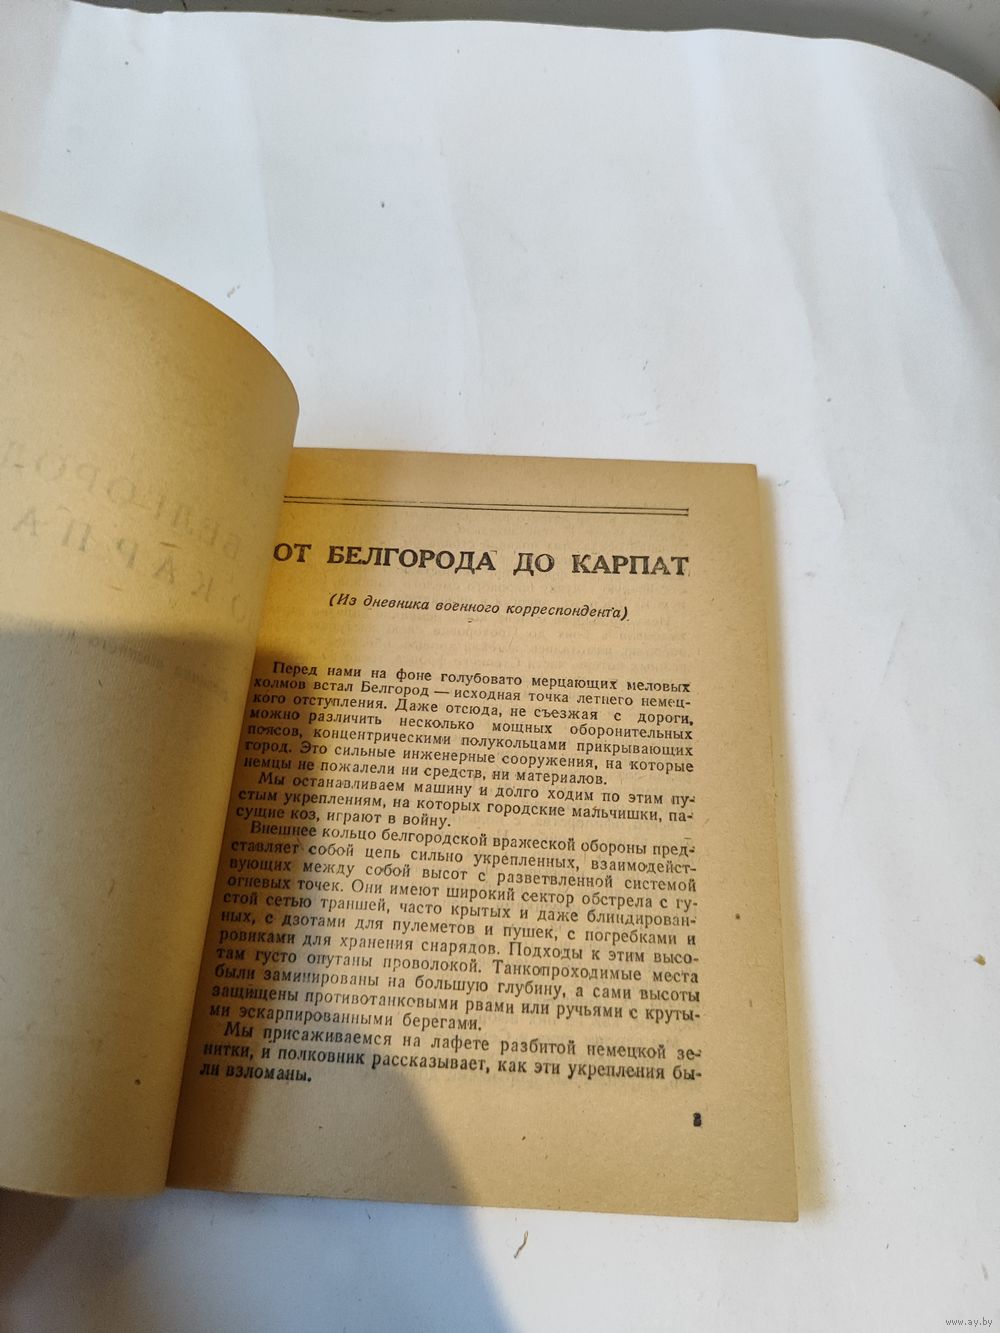 ОТ БЕЛГОРОДА ДО КАРПАТ
(Из дневника военного корреспондента)
Перед нами на фоне голубовато мерцающих меловых
холмов встал Белгород — исходная точка летнего немец-
кого отступления. Даже отсюда, не съезжая с дороги,
можно различить несколько мощных оборонительных
поясов, концентрическими полукольцами прикрывающих
город. Это сильные инженерные сооружения, на которые
немцы не пожалели ни средств, ни материалов.
Мы останавливаем машину и долго ходим по этим пу-
стым укреплениям, на которых городские мальчишки, па-
сущие коз, играют в войну.
Внешнее кольцо белгородской вражеской обороны пред-
ставляет собой цепь сильно укрепленных, взаимодейст-
вующих между собой высот с разветвленной системой
огневых точек. Они имеют широкий сектор обстрела с гу-
стой сетью траншей, часто крытых и даже блиндирован-
ных, с дзотами для пулеметов и пушек, с погребками и
ровиками для хранения снарядов. Подходы к этим высо-
там густо опутаны проволокой. Танкопроходимые места
были заминированы на большую глубину, а сами высоты
защищены противотанковыми рвами или ручьями с круты-
ми эскарпированными берегами.
Мы присаживаемся на лафете разбитой немецкой зе-
нитки, и полковник рассказывает, как эти укрепления бы-
ли взломаны.
3
www.ay.by